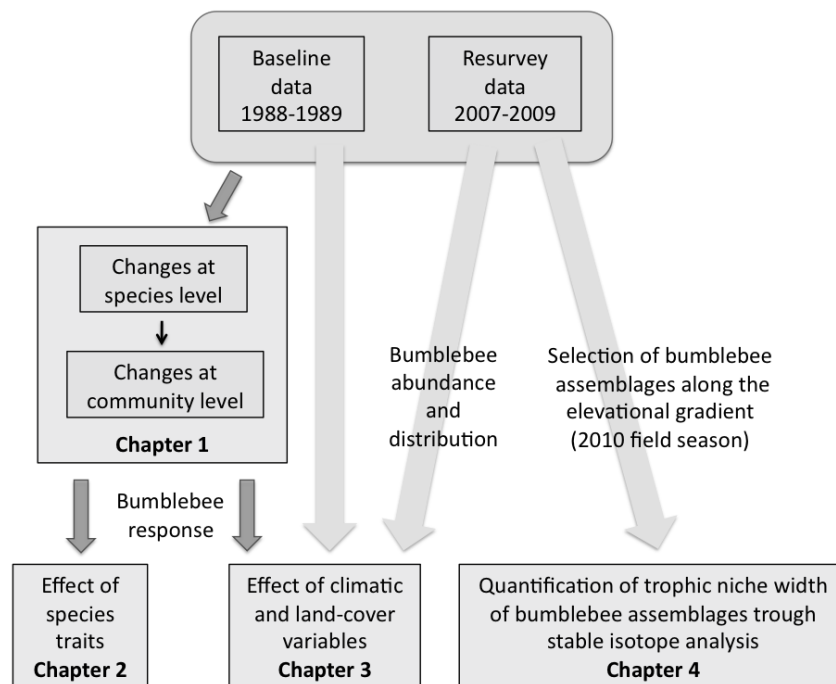 Baseline
data
1988-1989
Resurvey
data
2007-2009
Changes at
species level
Changes at
community level
Chapter 1
Bumblebee
abundance
and
distribution
Selection of bumblebee
assemblages along the
elevational gradient
(2010 field season)
Bumblebee
response
Effect of
species
traits
Chapter 2
Effect of climatic
and land-cover
variables
Chapter 3
Quantification of trophic niche width
of bumblebee assemblages trough
stable isotope analysis
Chapter 4